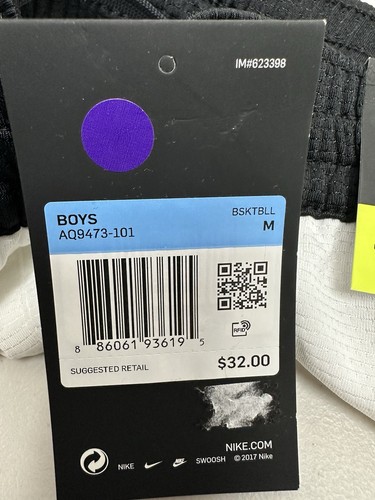 IM#623398
BOYS
AQ9473-101
BSKTBLL
M
RFID
8 86061 93619 5
SUGGESTED RETAIL
$32.00
NIKE.COM
NIKE SWOOSH © 2017 Nike